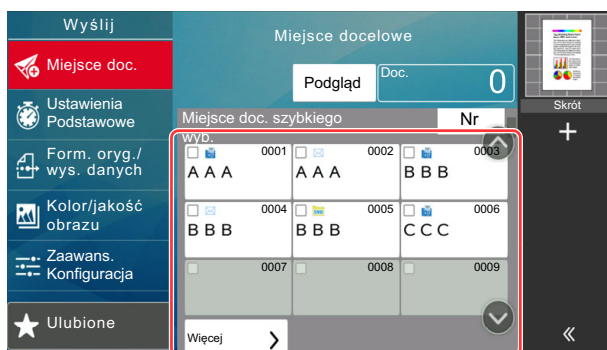 Wyślij
Miejsce docelowe
Miejsce doc.
Podgląd
Doc.
0
Skrót
Ustawienia
Podstawowe
Miejsce doc. szybkiego
wyb.
Nr
0001
A A A
0002
A A A
0003
B B B
Form. oryg./
wys. danych
0004
B B B
0005
B B B
0006
C C C
Kolor/jakość
obrazu
0007
0008
0009
Zaawans.
Konfiguracja
Ulubione
Więcej